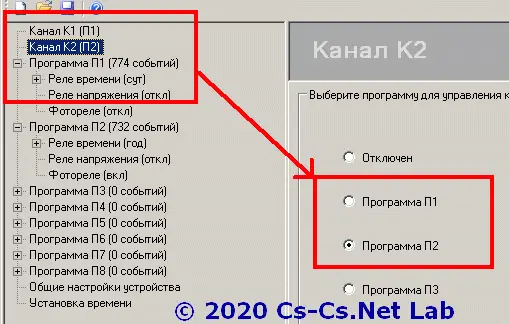 Канал К1 (П1)
Канал К2 (П2)
Программа П1 (774 событий)
Реле времени (сут)
Реле напряжения (откл)
Фотореле (откл)
Программа П2 (732 событий)
Реле времени (год)
Реле напряжения (откл)
Фотореле (вкл)
Программа П3 (0 событий)
Программа П4 (0 событий)
Программа П5 (0 событий)
Программа П6 (0 событий)
Программа П7 (0 событий)
Программа П8 (0 событий)
Общие настройки устройства
Установка времени
Канал К2
Выберите программу для управления к
Отключен
Программа П1
Программа П2
Программа П3
© 2020 Cs-Cs.Net Lab